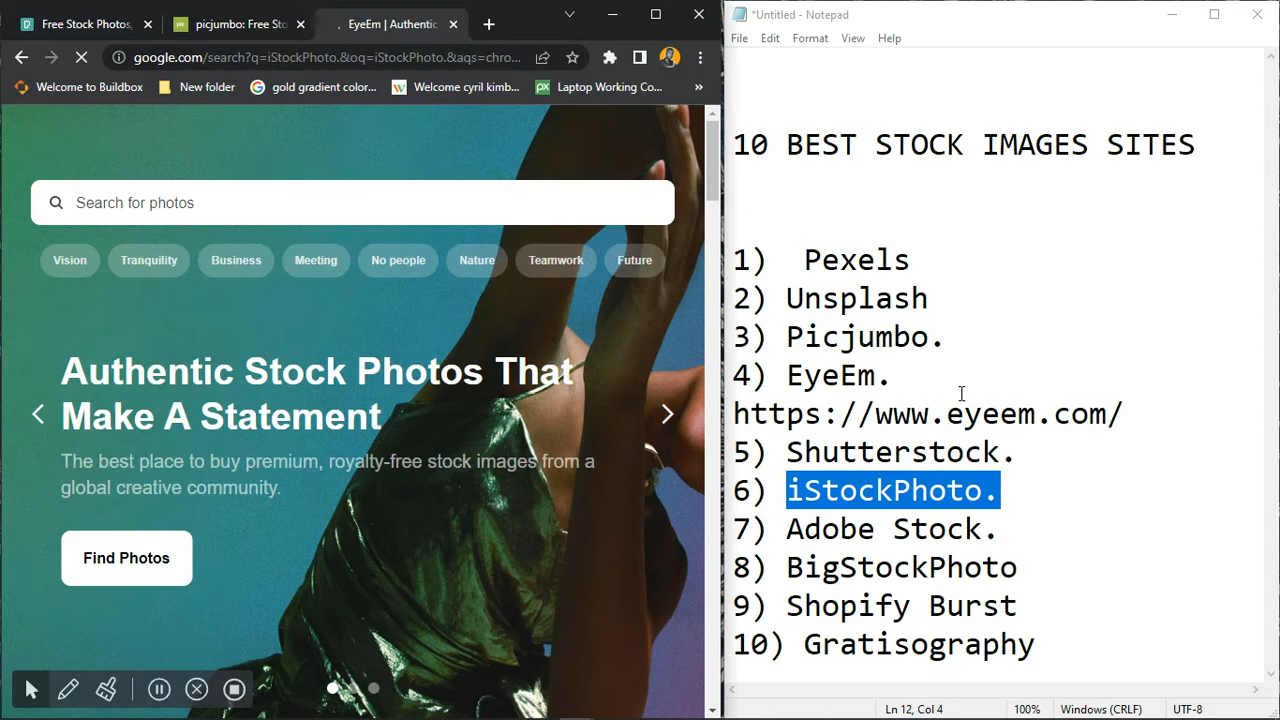 Free Stoc
picjumbo: Free Sto
EyeEm | Authentic
google.com/search?q=iStockPhoto.&oq=iStockPhoto.&aqs=chro...
Welcome to Buildbox
New folder
gold gradient color...
Welcome cyril kimb...
Laptop Working Co...
»
Search for photos
Vision
Tranquility
Business
Meeting
No people
Nature
Teamwork
Future
Authentic Stock Photos That
Make A Statement
The best place to buy premium, royalty-free stock images from a
global creative community.
Find Photos
*Untitled - Notepad
File Edit Format View Help
10 BEST STOCK IMAGES SITES
1)  Pexels
2) Unsplash
3) Picjumbo.
4) EyeEm.
https://www.eyeem.com/
5) Shutterstock.
6) iStockPhoto.
7) Adobe Stock.
8) BigStockPhoto
9) Shopify Burst
10) Gratisography
Ln 12, Col 4
100%
Windows (CRLF)
UTF-8